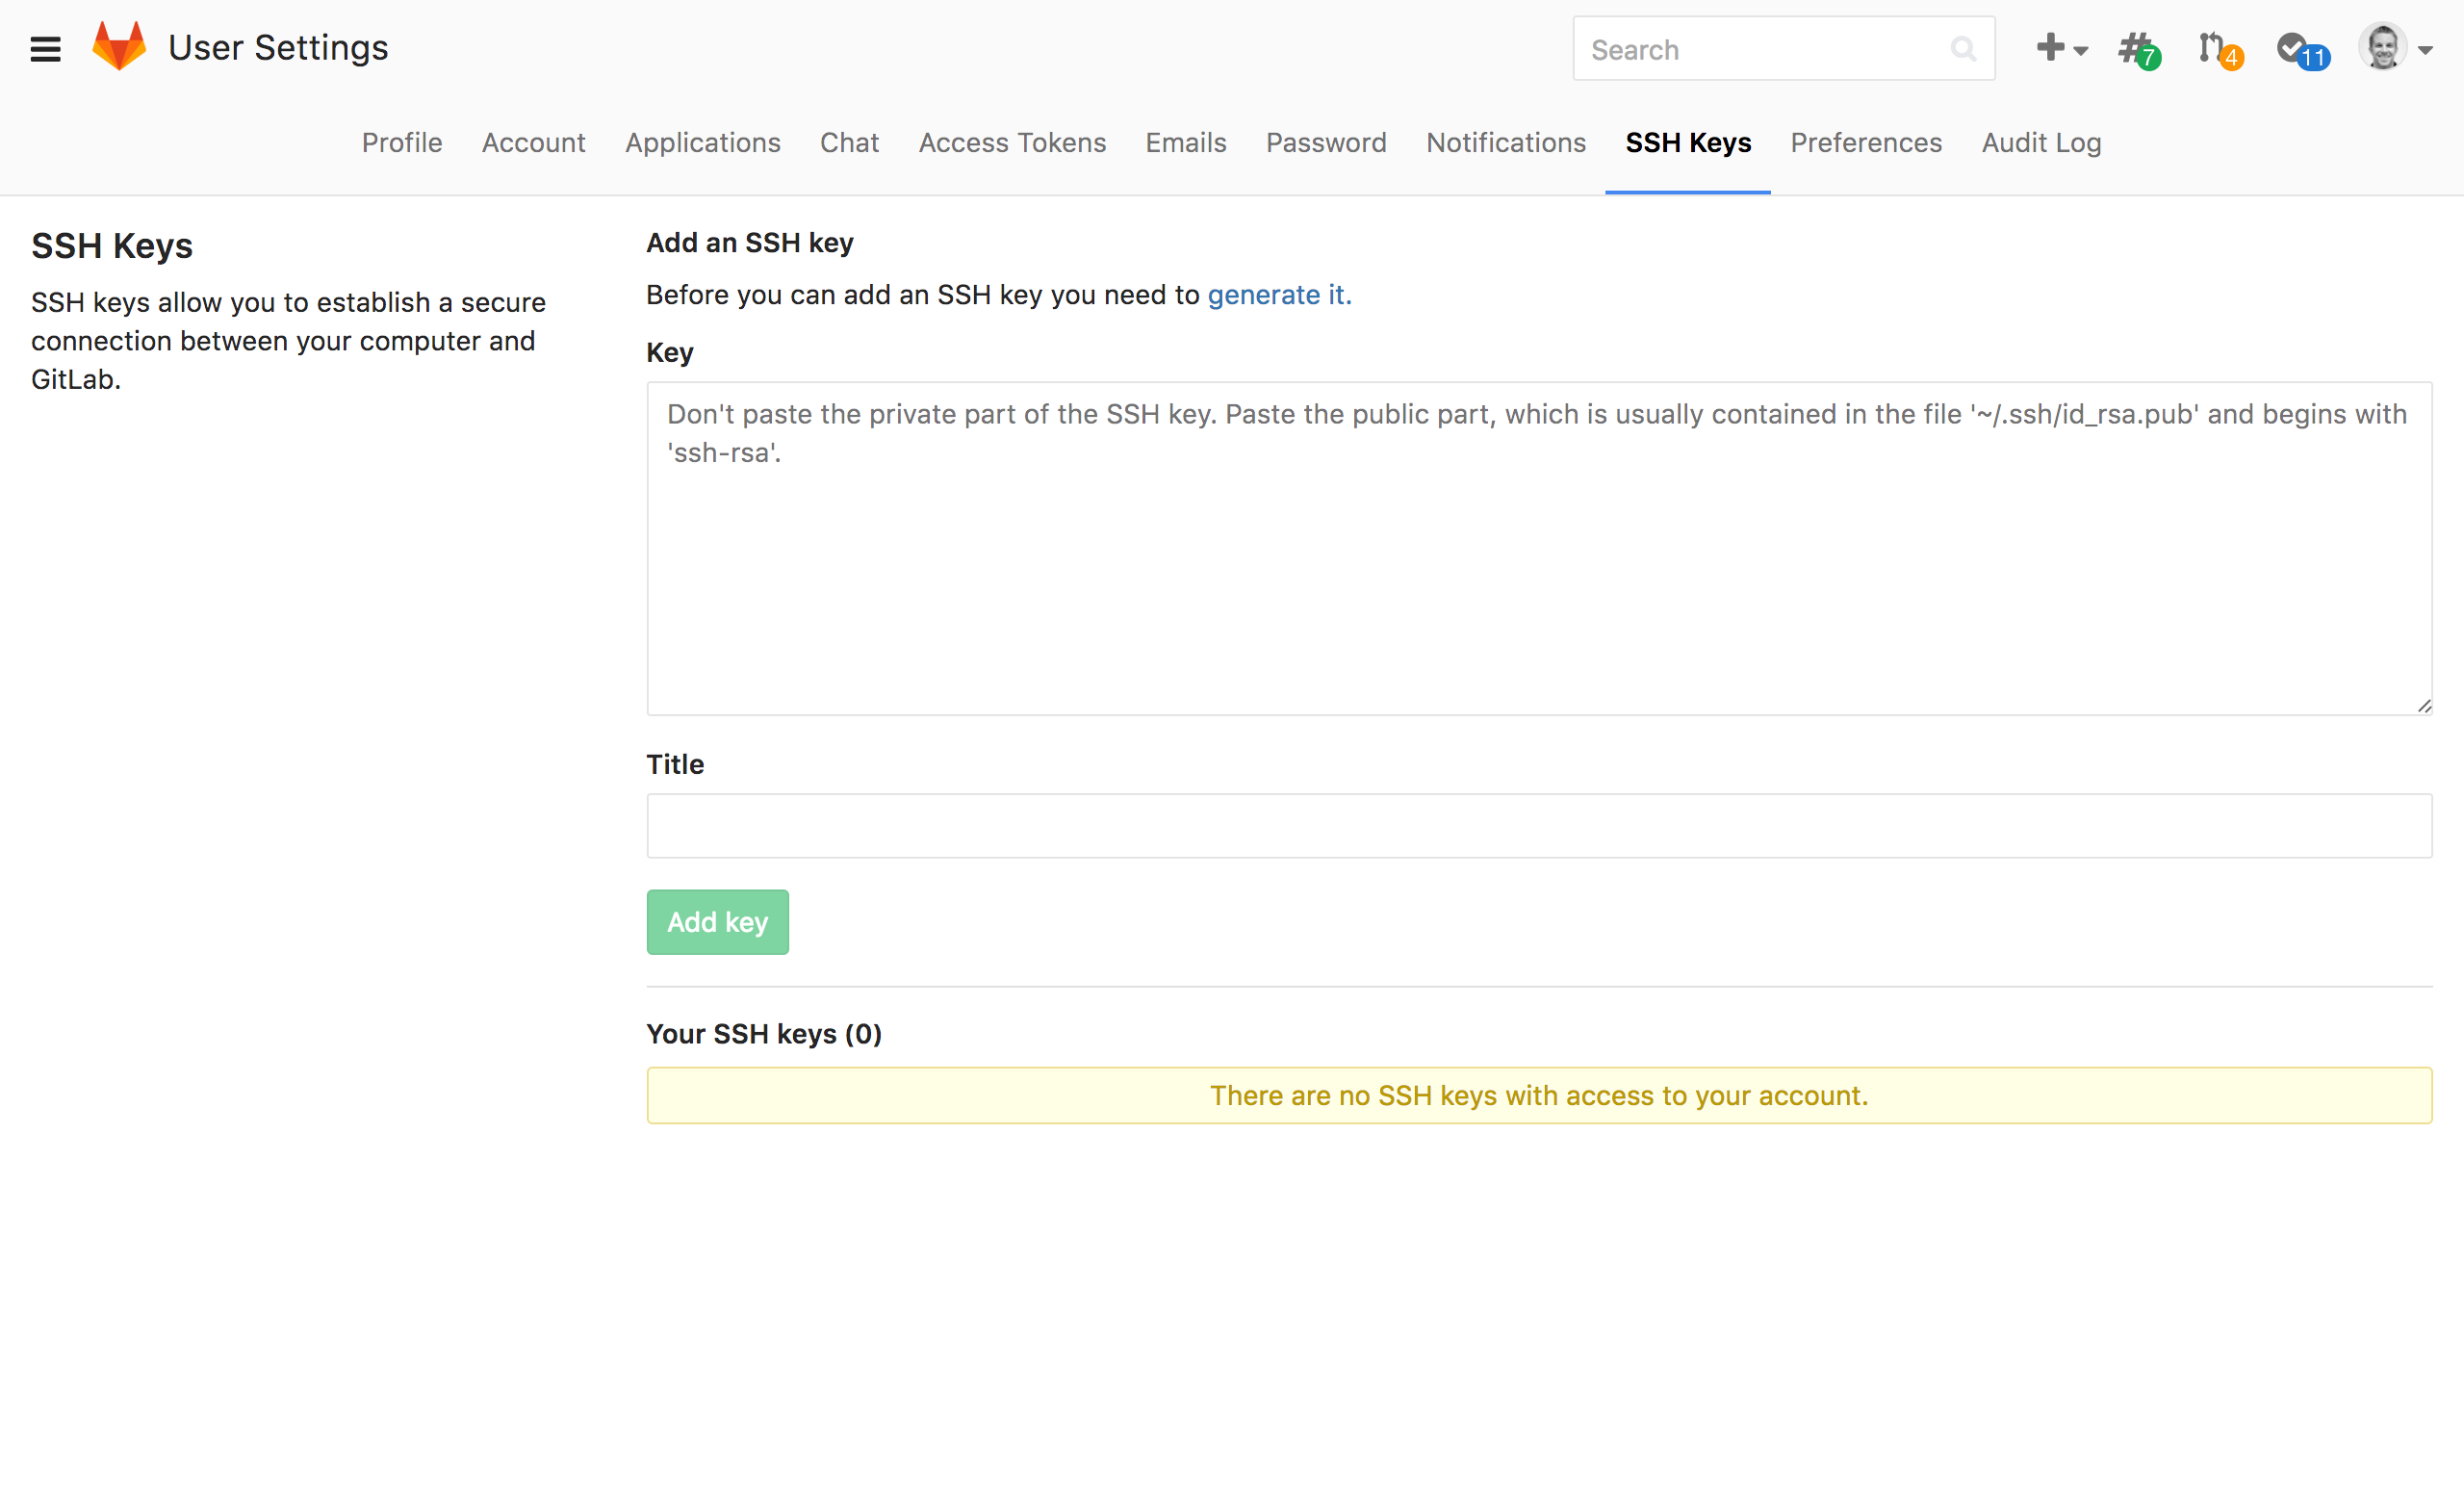 User Settings
Search
7
4
11
Profile Account Applications Chat Access Tokens Emails Password Notifications SSH Keys Preferences Audit Log
SSH Keys
SSH keys allow you to establish a secure
connection between your computer and
GitLab.
Add an SSH key
Before you can add an SSH key you need to generate it.
Key
Don't paste the private part of the SSH key. Paste the public part, which is usually contained in the file '~/.ssh/id_rsa.pub' and begins with
'ssh-rsa'.
Title
Add key
Your SSH keys (0)
There are no SSH keys with access to your account.